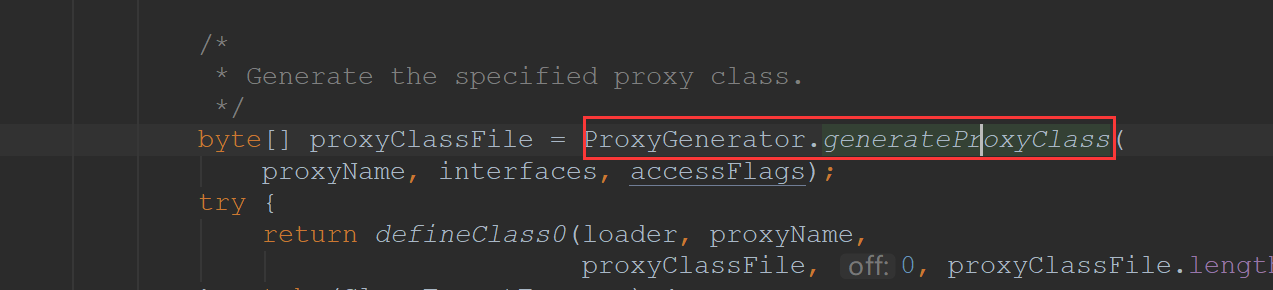 /*
* Generate the specified proxy class.
*/
byte[] proxyClassFile = ProxyGenerator.generateProxyClass(
proxyName, interfaces, accessFlags);
try {
return defineClass0(loader, proxyName,
proxyClassFile, off: 0, proxyClassFile.length